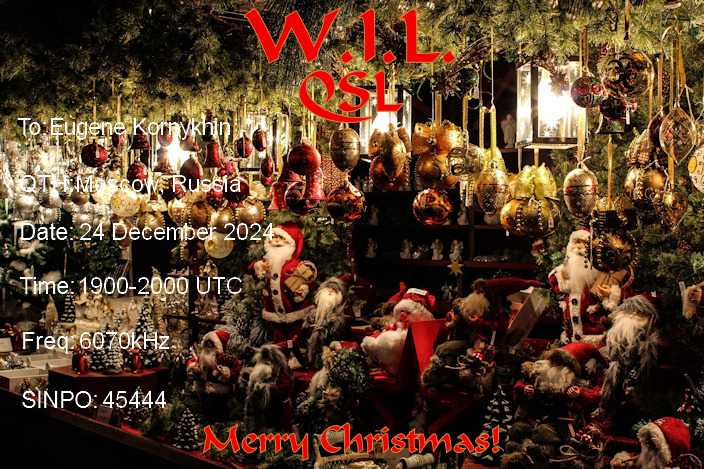 W.I.L.
QSL
To:Eugene Kornykhin
QTH:Moscow, Russia
Date: 24 December 2024
Time: 1900-2000 UTC
Freq: 6070kHz
SINPO: 45444
Merry Christmas!